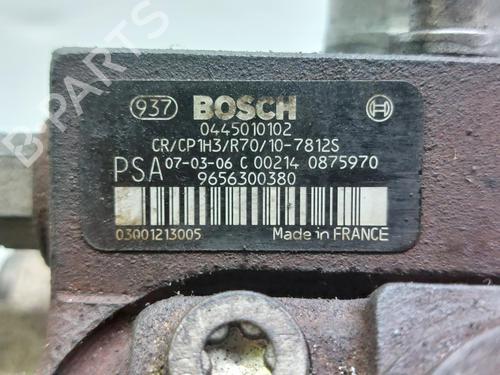 B-PARTS
937 BOSCH
0445010102
CR/CP1H3/R70/10-7812S
PSA 07-03-06 C 00214 0875970
9656300380
03001213005 Made in FRANCE